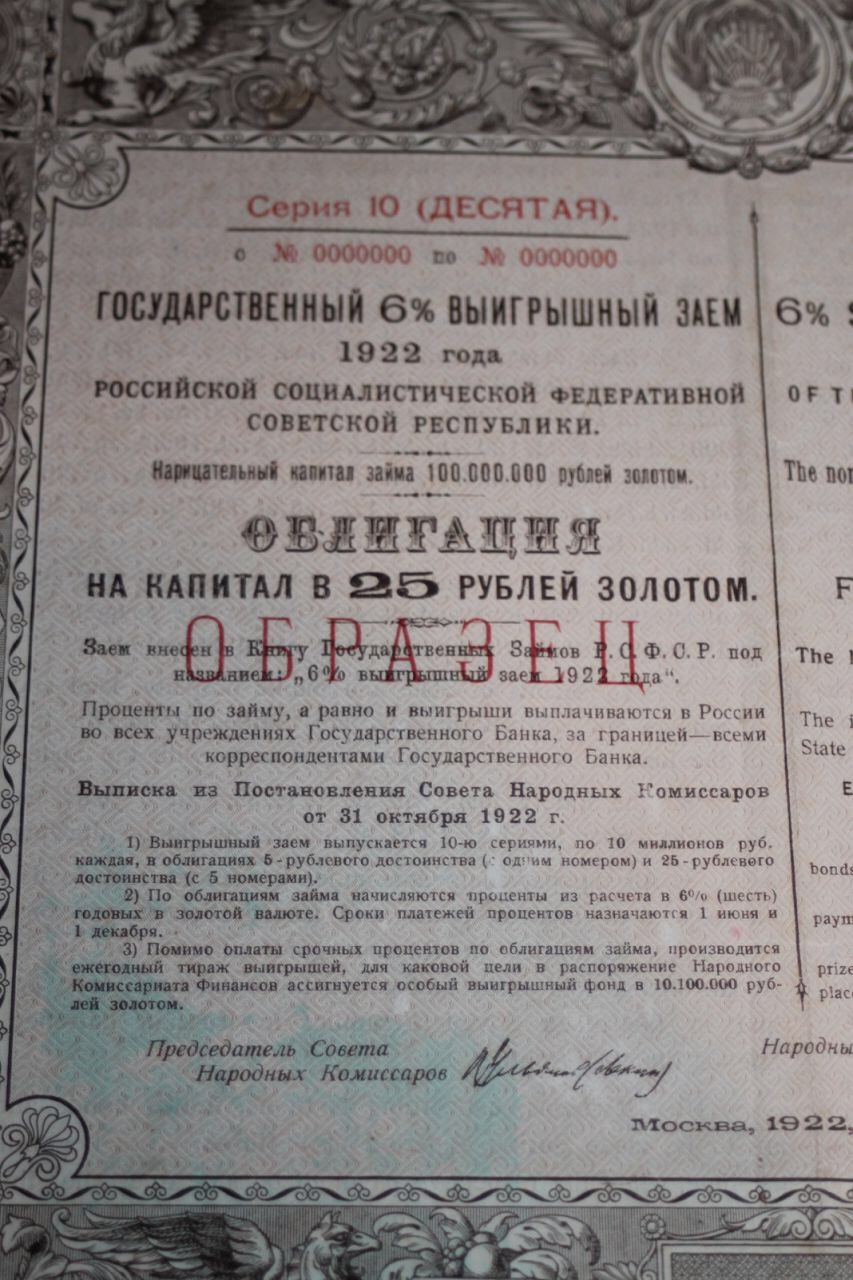 Серия 10 (ДЕСЯТАЯ).
с № 0000000 по № 0000000
ГОСУДАРСТВЕННЫЙ 6% ВЫИГРЫШНЫЙ ЗАЕМ
1922 года
РОССИЙСКОЙ СОЦИАЛИСТИЧЕСКОЙ ФЕДЕРАТИВНОЙ
СОВЕТСКОЙ РЕСПУБЛИКИ.
Нарицательный капитал займа 100.000.000 рублей золотом.
ОБЛИГАЦИЯ
НА КАПИТАЛ В 25 РУБЛЕЙ ЗОЛОТОМ.
ОБРАЗЕЦ
Заем внесен в Книгу Государственных Займов Р.С.Ф.С.Р. под
названием: „6% выигрышный заем 1922 года“.
Проценты по займу, а равно и выигрыши выплачиваются в России
во всех учреждениях Государственного Банка, за границей—всеми
корреспондентами Государственного Банка.
Выписка из Постановления Совета Народных Комиссаров
от 31 октября 1922 г.
1) Выигрышный заем выпускается 10-ю сериями, по 10 миллионов руб.
каждая, в облигациях 5-рублевого достоинства (с одним номером) и 25-рублевого
достоинства (с 5 номерами).
2) По облигациям займа начисляются проценты из расчета в 6% (шесть)
годовых в золотой валюте. Сроки платежей процентов назначаются 1 июня и
1 декабря.
3) Помимо оплаты срочных процентов по облигациям займа, производится
ежегодный тираж выигрышей, для каковой цели в распоряжение Народного
Комиссариата Финансов ассигнуется особый выигрышный фонд в 10.100.000 руб-
лей золотом.
Председатель Совета
Народных Комиссаров
Москва, 1922,
6%
OF
The
The
The
State